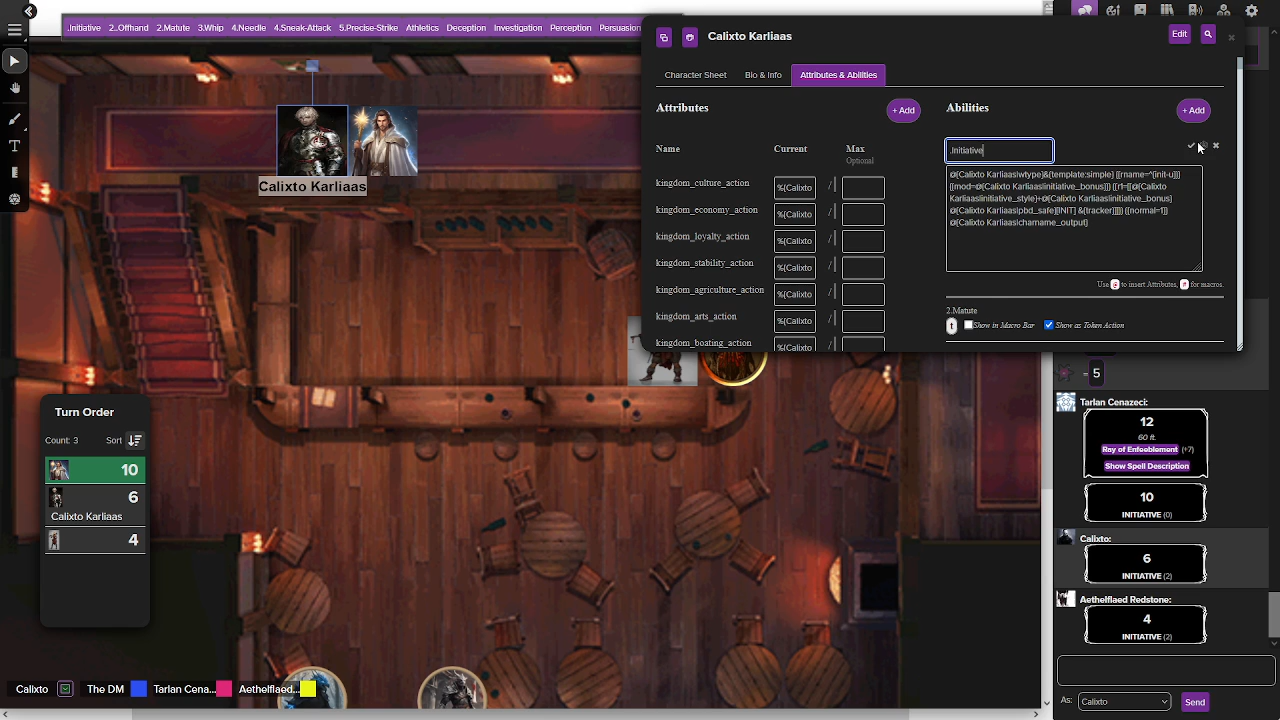 .Initiative 2..Offhand 2.Matute 3.Whip 4.Needle 4.Sneak-Attack 5.Precise-Strike Athletics Deception Investigation Perception Persuasion
Calixto Karliaas
Edit
Character Sheet Bio & Info Attributes & Abilities
Attributes
+ Add
Name Current Max
Optional
kingdom_culture_action %{Calixto /
kingdom_economy_action %{Calixto /
kingdom_loyalty_action %{Calixto /
kingdom_stability_action %{Calixto /
kingdom_agriculture_action %{Calixto /
kingdom_arts_action %{Calixto /
kingdom_boating_action %{Calixto /
Abilities
+ Add
.Initiative
@{Calixto Karliaas|wtype}&{template:simple} {{rname=^{init-u}}}
{{mod=@{Calixto Karliaas|initiative_bonus}}} {{r1=[[@{Calixto
Karliaas|initiative_style}+@{Calixto Karliaas|initiative_bonus}
@{Calixto Karliaas|pbd_safe}[INIT] &{tracker}]]}} {{normal=1}}
@{Calixto Karliaas|charname_output}
Use @ to insert Attributes, # for macros.
2.Matute
Show in Macro Bar Show as Token Action
Calixto Karliaas
Turn Order
Count: 3 Sort
10
6
Calixto Karliaas
4
= 5
Tarlan Cenazeci:
12
60 ft.
Ray of Enfeeblement (+7)
Show Spell Description
10
INITIATIVE (0)
Calixto:
6
INITIATIVE (2)
Aethelflaed Redstone:
4
INITIATIVE (2)
Calixto The DM Tarlan Cena... Aethelflaed...
As: Calixto Send